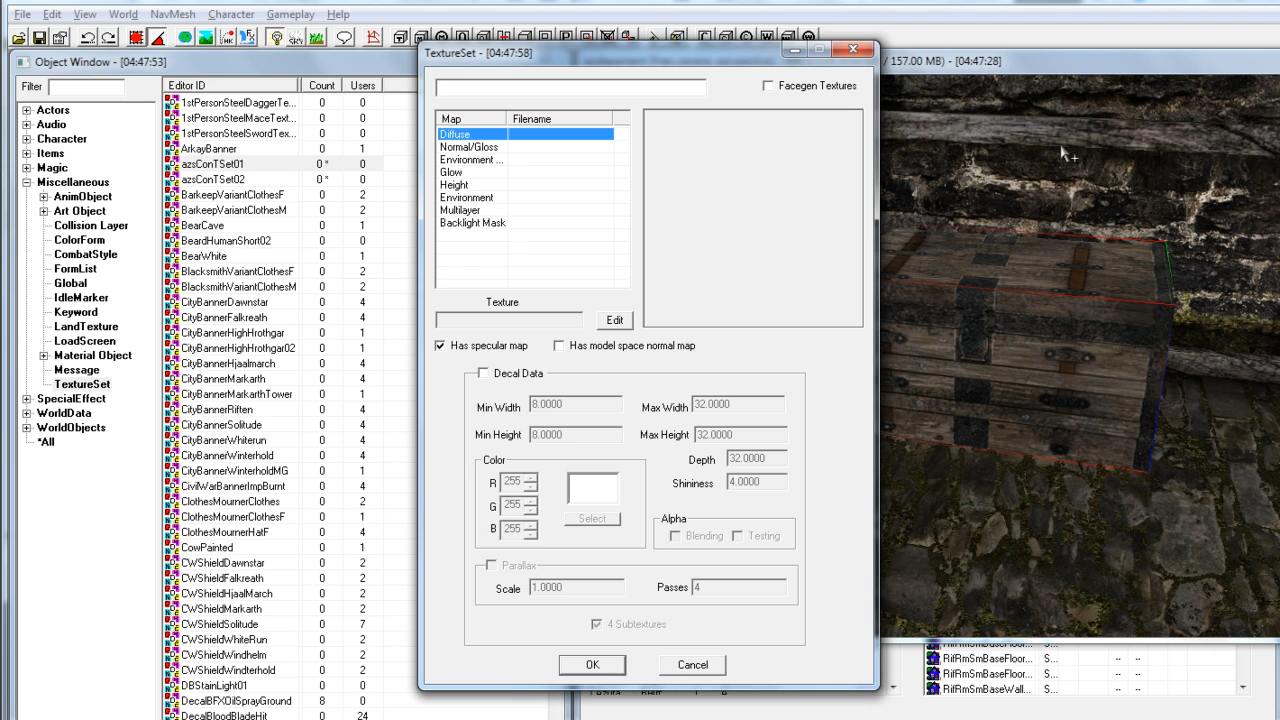 File Edit View World NavMesh Character Gameplay Help
Object Window - [04:47:53]
Filter
Actors
Audio
Character
Items
Magic
Miscellaneous
AnimObject
Art Object
Collision Layer
ColorForm
CombatStyle
FormList
Global
IdleMarker
Keyword
LandTexture
LoadScreen
Material Object
Message
TextureSet
SpecialEffect
WorldData
WorldObjects
*All
Editor ID Count Users
1stPersonSteelDaggerTe... 0 0
1stPersonSteelMaceText... 0 0
1stPersonSteelSwordTex... 0 0
ArkayBanner 0 1
azsConTSet01 0 * 0
azsConTSet02 0 * 0
BarkeepVariantClothesF 0 2
BarkeepVariantClothesM 0 2
BearCave 0 1
BeardHumanShort02 0 0
BearWhite 0 1
BlacksmithVariantClothesF 0 2
BlacksmithVariantClothesM 0 2
CityBannerDawnstar 0 4
CityBannerFalkreath 0 4
CityBannerHighHrothgar 0 1
CityBannerHighHrothgar02 0 1
CityBannerHjaalmarch 0 4
CityBannerMarkarth 0 4
CityBannerMarkarthTower 0 1
CityBannerRiften 0 4
CityBannerSolitude 0 4
CityBannerWhiterun 0 4
CityBannerWinterhold 0 4
CityBannerWinterholdMG 0 1
CivilWarBannerImpBurnt 0 4
ClothesMournerClothes 0 2
ClothesMournerClothesF 0 1
ClothesMournerHatF 0 4
CowPainted 0 1
CWShieldDawnstar 0 2
CWShieldFalkreath 0 2
CWShieldHjaalMarch 0 2
CWShieldMarkarth 0 2
CWShieldSolitude 0 7
CWShieldWhiteRun 0 2
CWShieldWindhelm 0 2
CWShieldWindterhold 0 2
DBStainLight01 0 0
DecalBFXOilSprayGround 8 0
DecalBloodBladeHit 0 24
TextureSet - [04:47:58]
Facegen Textures
Map Filename
Diffuse
Normal/Gloss
Environment ...
Glow
Height
Environment
Multilayer
Backlight Mask
Texture
Edit
Has specular map Has model space normal map
Decal Data
Min Width 8.0000 Max Width 32.0000
Min Height 8.0000 Max Height 32.0000
Color Depth 32.0000
R 255 Shininess 4.0000
G 255 Select
B 255
Alpha
Blending Testing
Parallax
Scale 1.0000 Passes 4
4 Subtextures
OK Cancel
/ 157.00 MB) - [04:47:28]
RifRmSmBaseFloor... S... -- --
RifRmSmBaseFloor... S... -- --
RifRmSmBaseWall... S... -- --